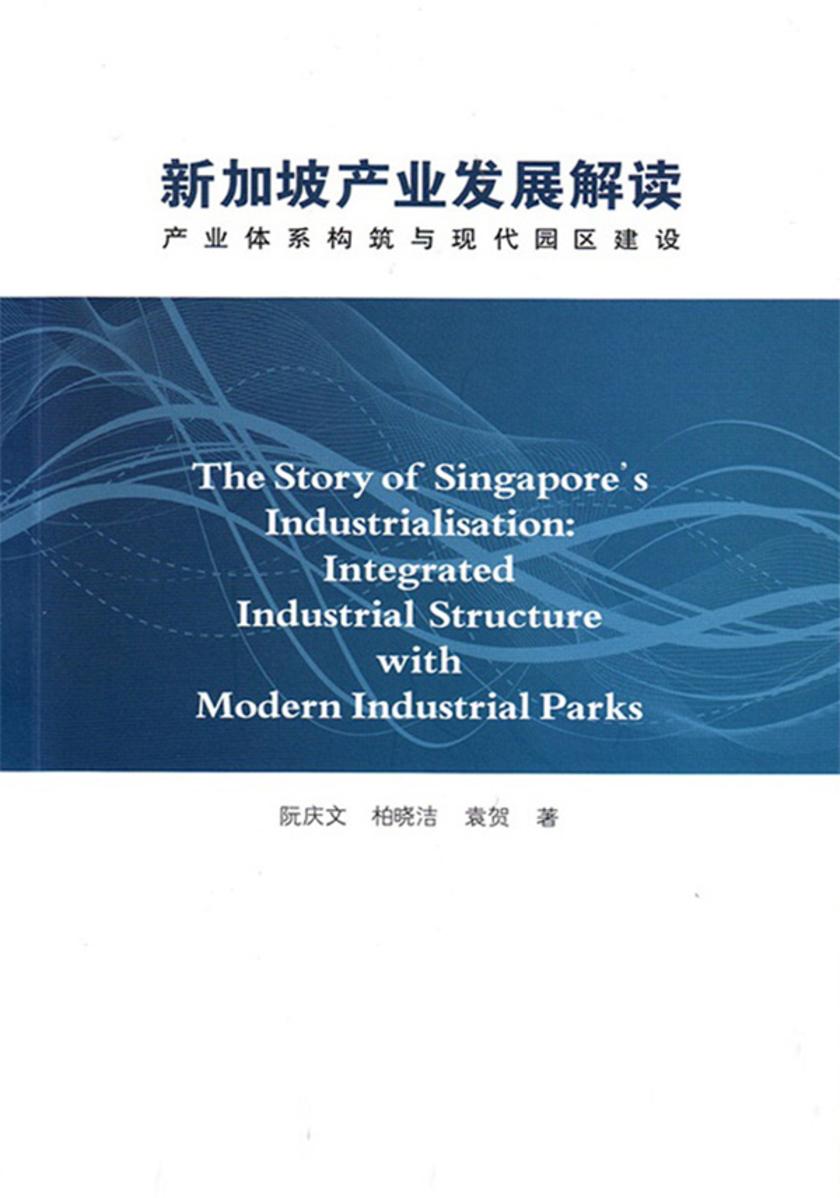 新加坡产业发展解读
产业体系构筑与现代园区建设
The Story of Singapore's
Industrialisation:
Integrated
Industrial Structure
with
Modern Industrial Parks
阮庆文 柏晓洁 袁贺 著